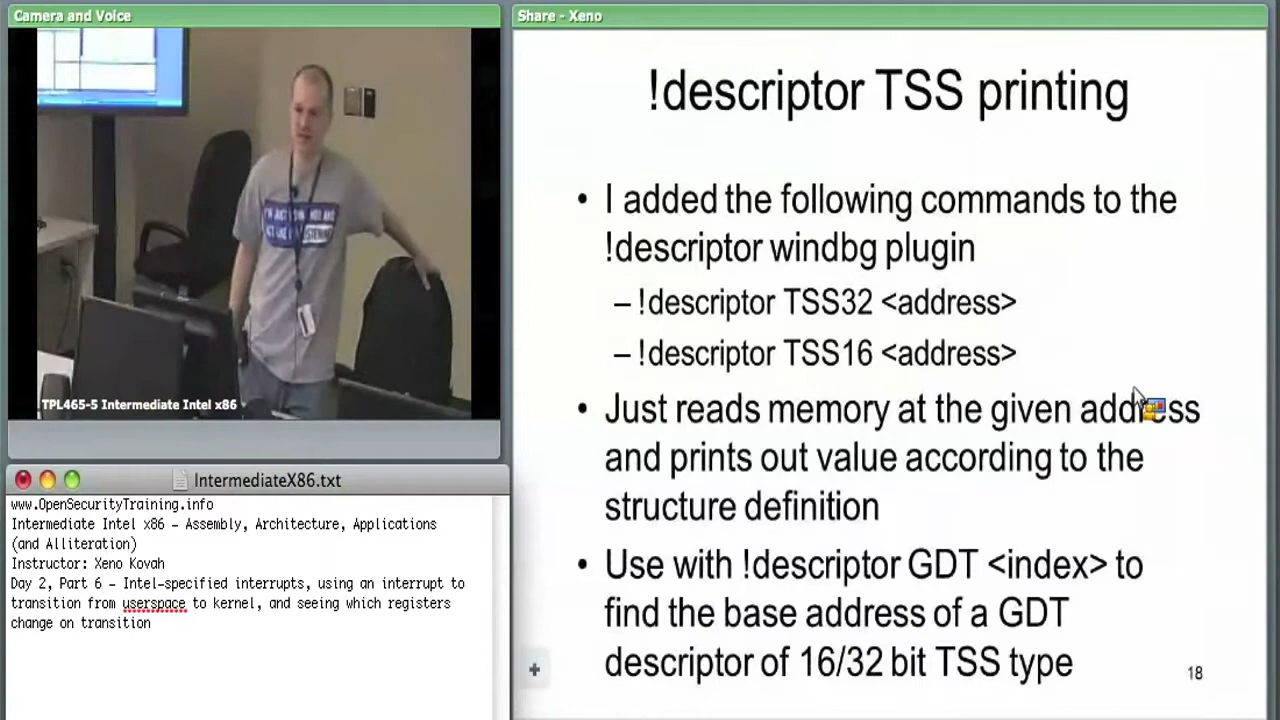 Camera and Voice
TPL465-5 Intermediate Intel x86
IntermediateX86.txt
www.OpenSecurityTraining.info
Intermediate Intel x86 – Assembly, Architecture, Applications
(and Alliteration)
Instructor: Xeno Kovah
Day 2, Part 6 – Intel-specified interrupts, using an interrupt to
transition from userspace to kernel, and seeing which registers
change on transition
Share - Xeno
!descriptor TSS printing
• I added the following commands to the
!descriptor windbg plugin
– !descriptor TSS32 <address>
– !descriptor TSS16 <address>
• Just reads memory at the given address
and prints out value according to the
structure definition
• Use with !descriptor GDT <index> to
find the base address of a GDT
descriptor of 16/32 bit TSS type
18